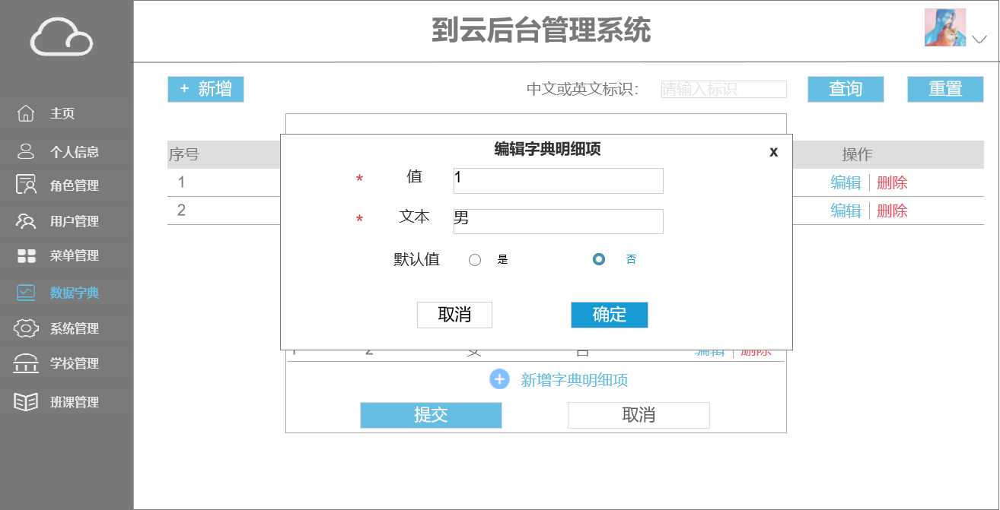 到云后台管理系统
+ 新增
中文或英文标识：
请输入标识
查询
重置
主页
个人信息
角色管理
用户管理
菜单管理
数据字典
系统管理
学校管理
班课管理
序号
操作
1
编辑
删除
2
编辑
删除
编辑字典明细项
x
* 值
1
* 文本
男
默认值
是
否
取消
确定
编辑
删除
新增字典明细项
提交
取消